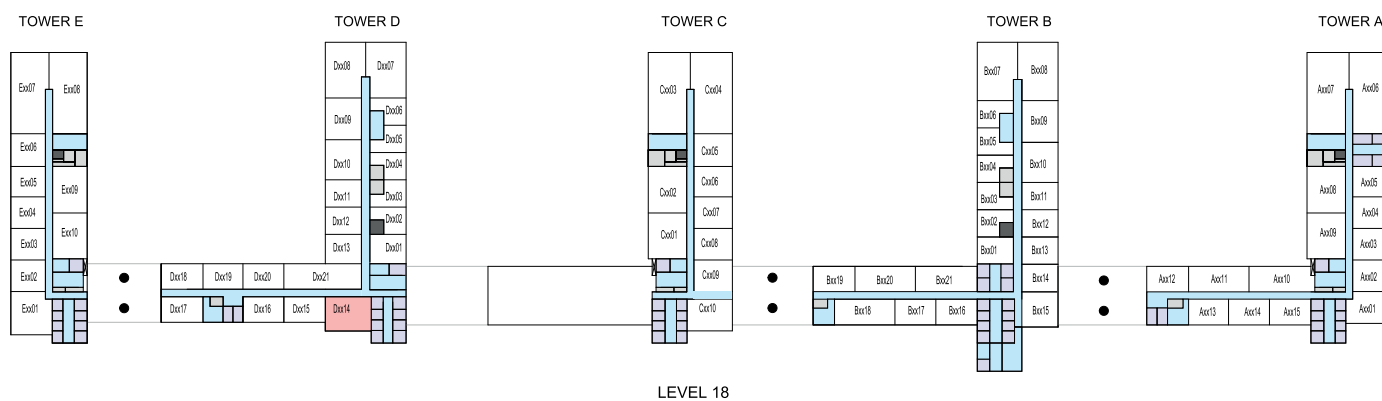 TOWER E
TOWER D
TOWER C
TOWER B
TOWER A
Exx07
Exx08
Exx06
Exx05
Exx09
Exx04
Exx10
Exx03
Exx02
Exx01
Dxx08
Dxx07
Dxx06
Dxx09
Dxx05
Dxx10
Dxx04
Dxx11
Dxx03
Dxx12
Dxx02
Dxx13
Dxx01
Dxx18
Dxx19
Dxx20
Dxx21
Dxx17
Dxx16
Dxx15
Dxx14
Cxx03
Cxx04
Cxx05
Cxx02
Cxx06
Cxx07
Cxx01
Cxx08
Cxx09
Cxx10
Bxx07
Bxx08
Bxx06
Bxx09
Bxx05
Bxx04
Bxx10
Bxx03
Bxx11
Bxx02
Bxx12
Bxx01
Bxx13
Bxx19
Bxx20
Bxx21
Bxx14
Bxx18
Bxx17
Bxx16
Bxx15
Axx07
Axx06
Axx08
Axx05
Axx04
Axx09
Axx03
Axx12
Axx11
Axx10
Axx02
Axx13
Axx14
Axx15
Axx01
LEVEL 18